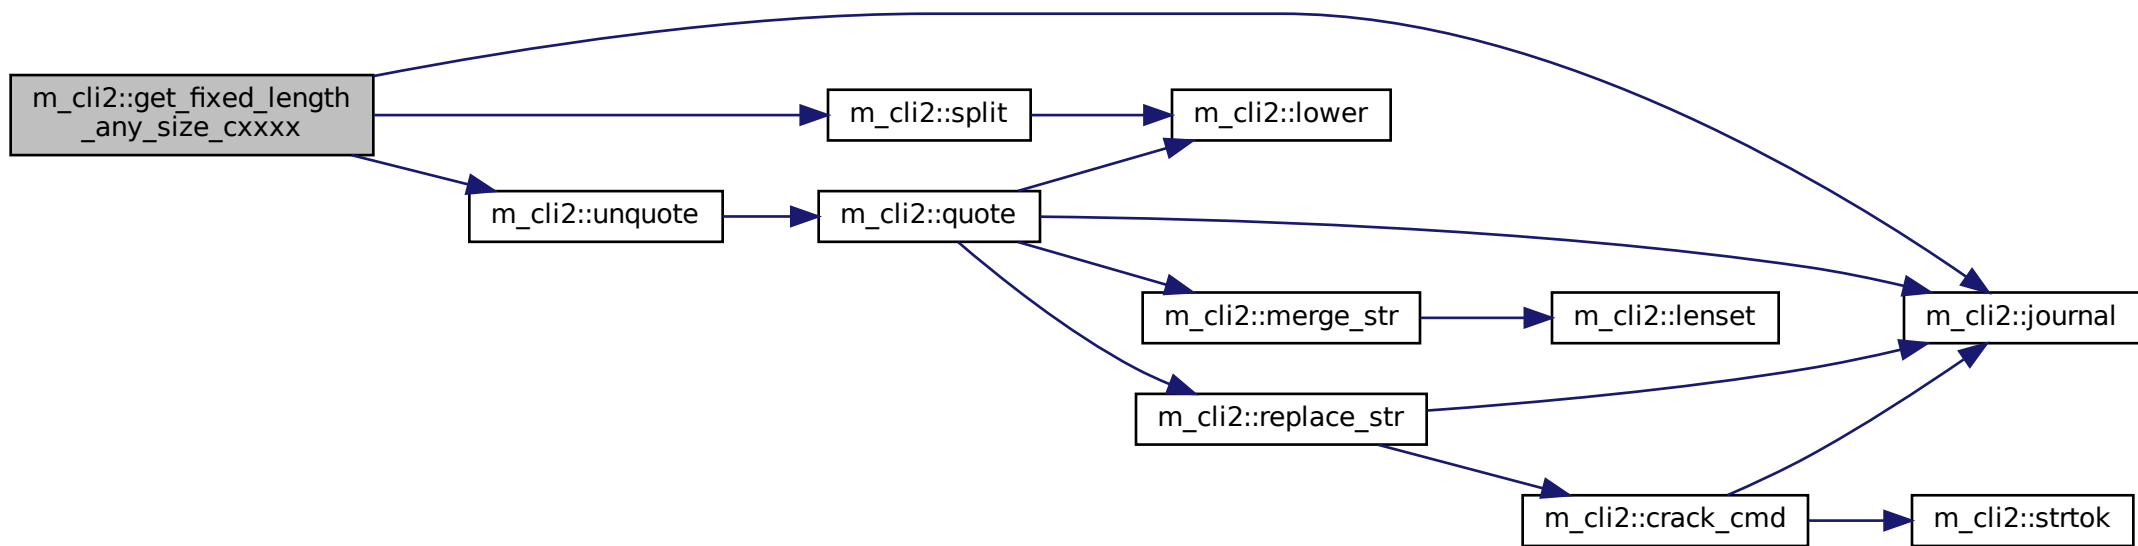 m_cli2::get_fixed_length
_any_size_cxxxx
m_cli2::split
m_cli2::lower
m_cli2::unquote
m_cli2::quote
m_cli2::merge_str
m_cli2::lenset
m_cli2::journal
m_cli2::replace_str
m_cli2::crack_cmd
m_cli2::strtok